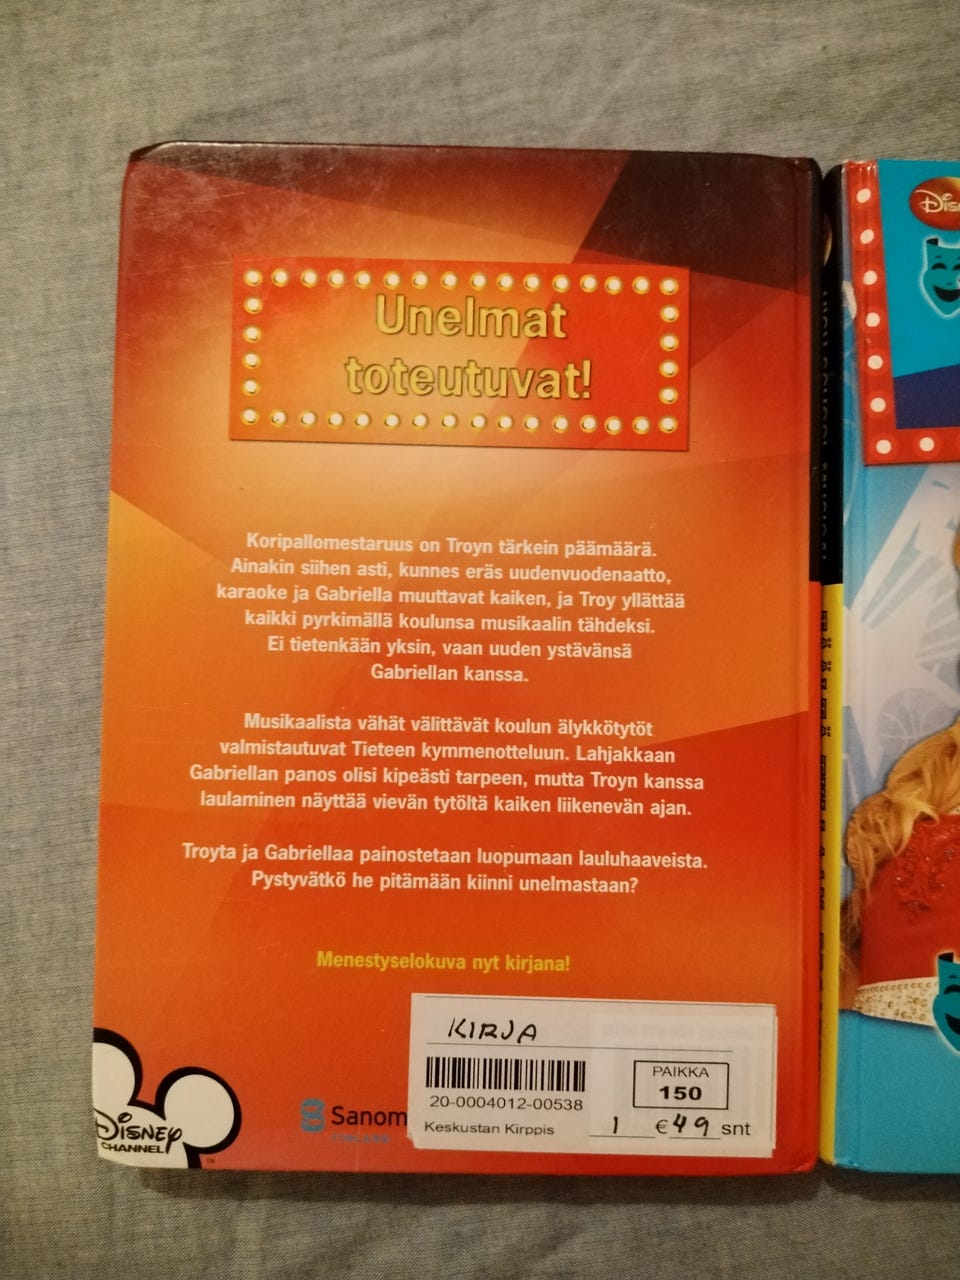 Unelmat
toteutuvat!
Koripallomestaruus on Troyn tärkein päämäärä.
Ainakin siihen asti, kunnes eräs uudenvuodenaatto,
karaoke ja Gabriella muuttavat kaiken, ja Troy yllättää
kaikki pyrkimällä koulunsa musikaalin tähdeksi.
Ei tietenkään yksin, vaan uuden ystävänsä
Gabriellan kanssa.
Musikaalista vähät välittävät koulun älykkötytöt
valmistautuvat Tieteen kymmenotteluun. Lahjakkaan
Gabriellan panos olisi kipeästi tarpeen, mutta Troyn kanssa
laulaminen näyttää vievän tytöltä kaiken liikenevän ajan.
Troyta ja Gabriellaa painostetaan luopumaan lauluhaaveista.
Pystyvätkö he pitämään kiinni unelmastaan?
Menestyselokuva nyt kirjana!
KIRJA
20-0004012-00538
Keskustan Kirppis
PAIKKA
150
1 € 49 snt
Sanom
DISNEY
CHANNEL
TM